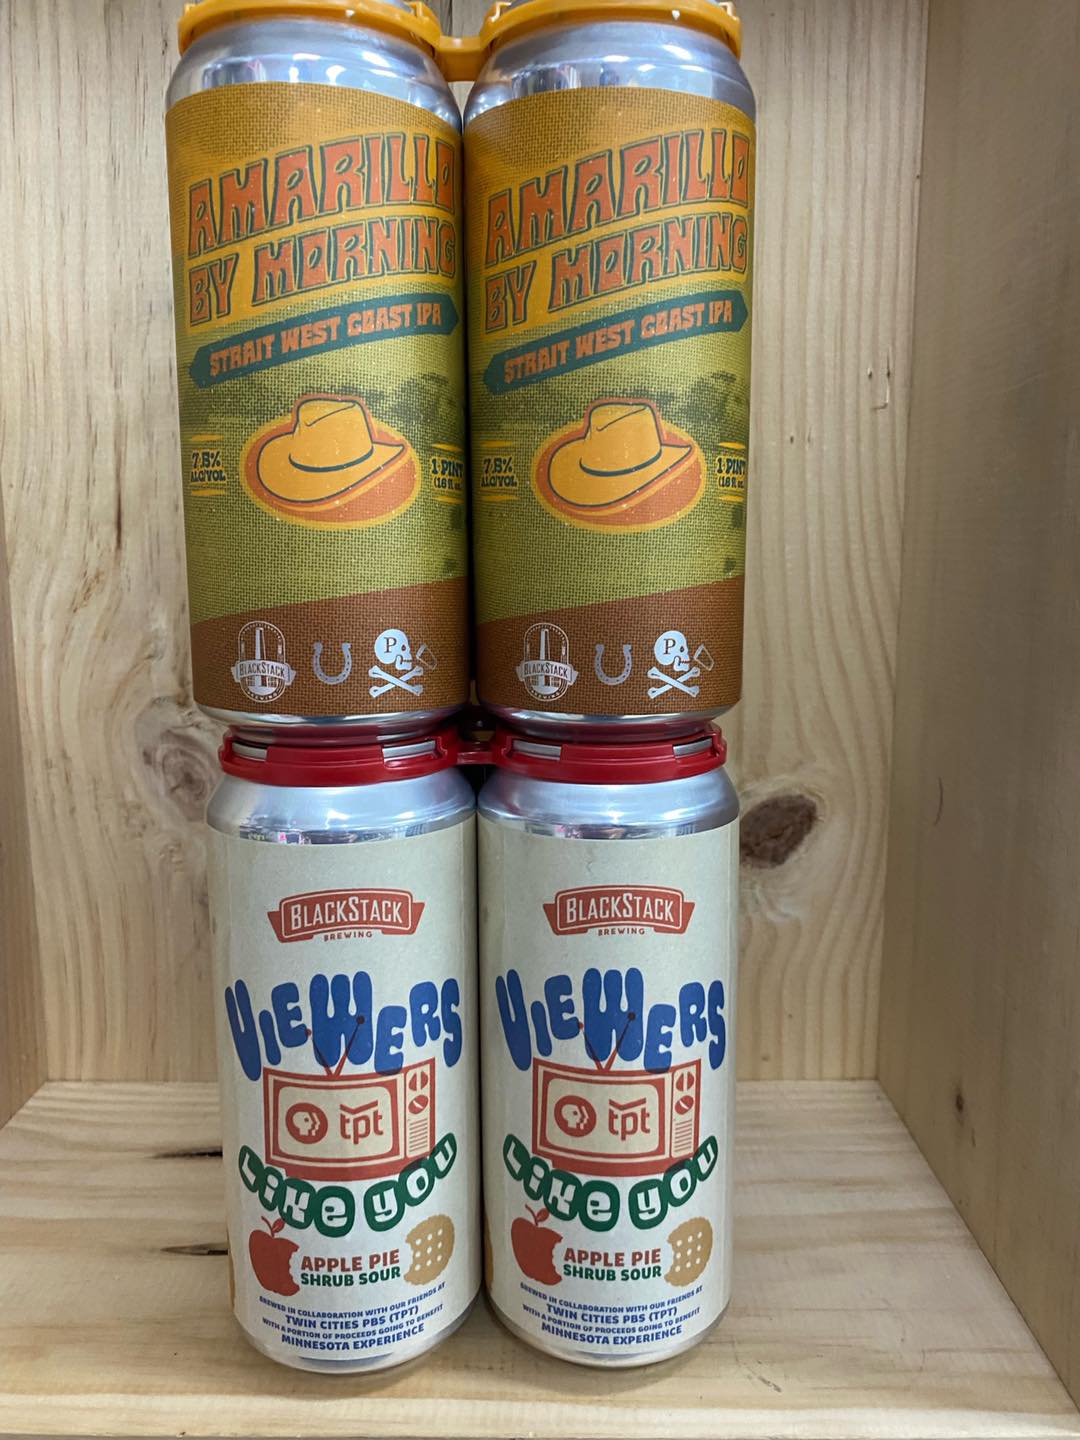 AMARILLO
BY MORNING
STRAIT WEST COAST IPA
7.5%
ALC/VOL
1 PINT
(16 fl oz.
BLACKSTACK
BREWING
P
AMARILLO
BY MORNING
STRAIT WEST COAST IPA
7.5%
ALC/VOL
1 PINT
(16 fl oz.
BLACKSTACK
BREWING
P
BLACKSTACK
BREWING
VIEWERS
tpt
LIKE YOU
APPLE PIE
SHRUB SOUR
BREWED IN COLLABORATION WITH OUR FRIENDS AT
TWIN CITIES PBS (TPT)
WITH A PORTION OF PROCEEDS GOING TO BENEFIT
MINNESOTA EXPERIENCE
BLACKSTACK
BREWING
VIEWERS
tpt
LIKE YOU
APPLE PIE
SHRUB SOUR
BREWED IN COLLABORATION WITH OUR FRIENDS AT
TWIN CITIES PBS (TPT)
WITH A PORTION OF PROCEEDS GOING TO BENEFIT
MINNESOTA EXPERIENCE